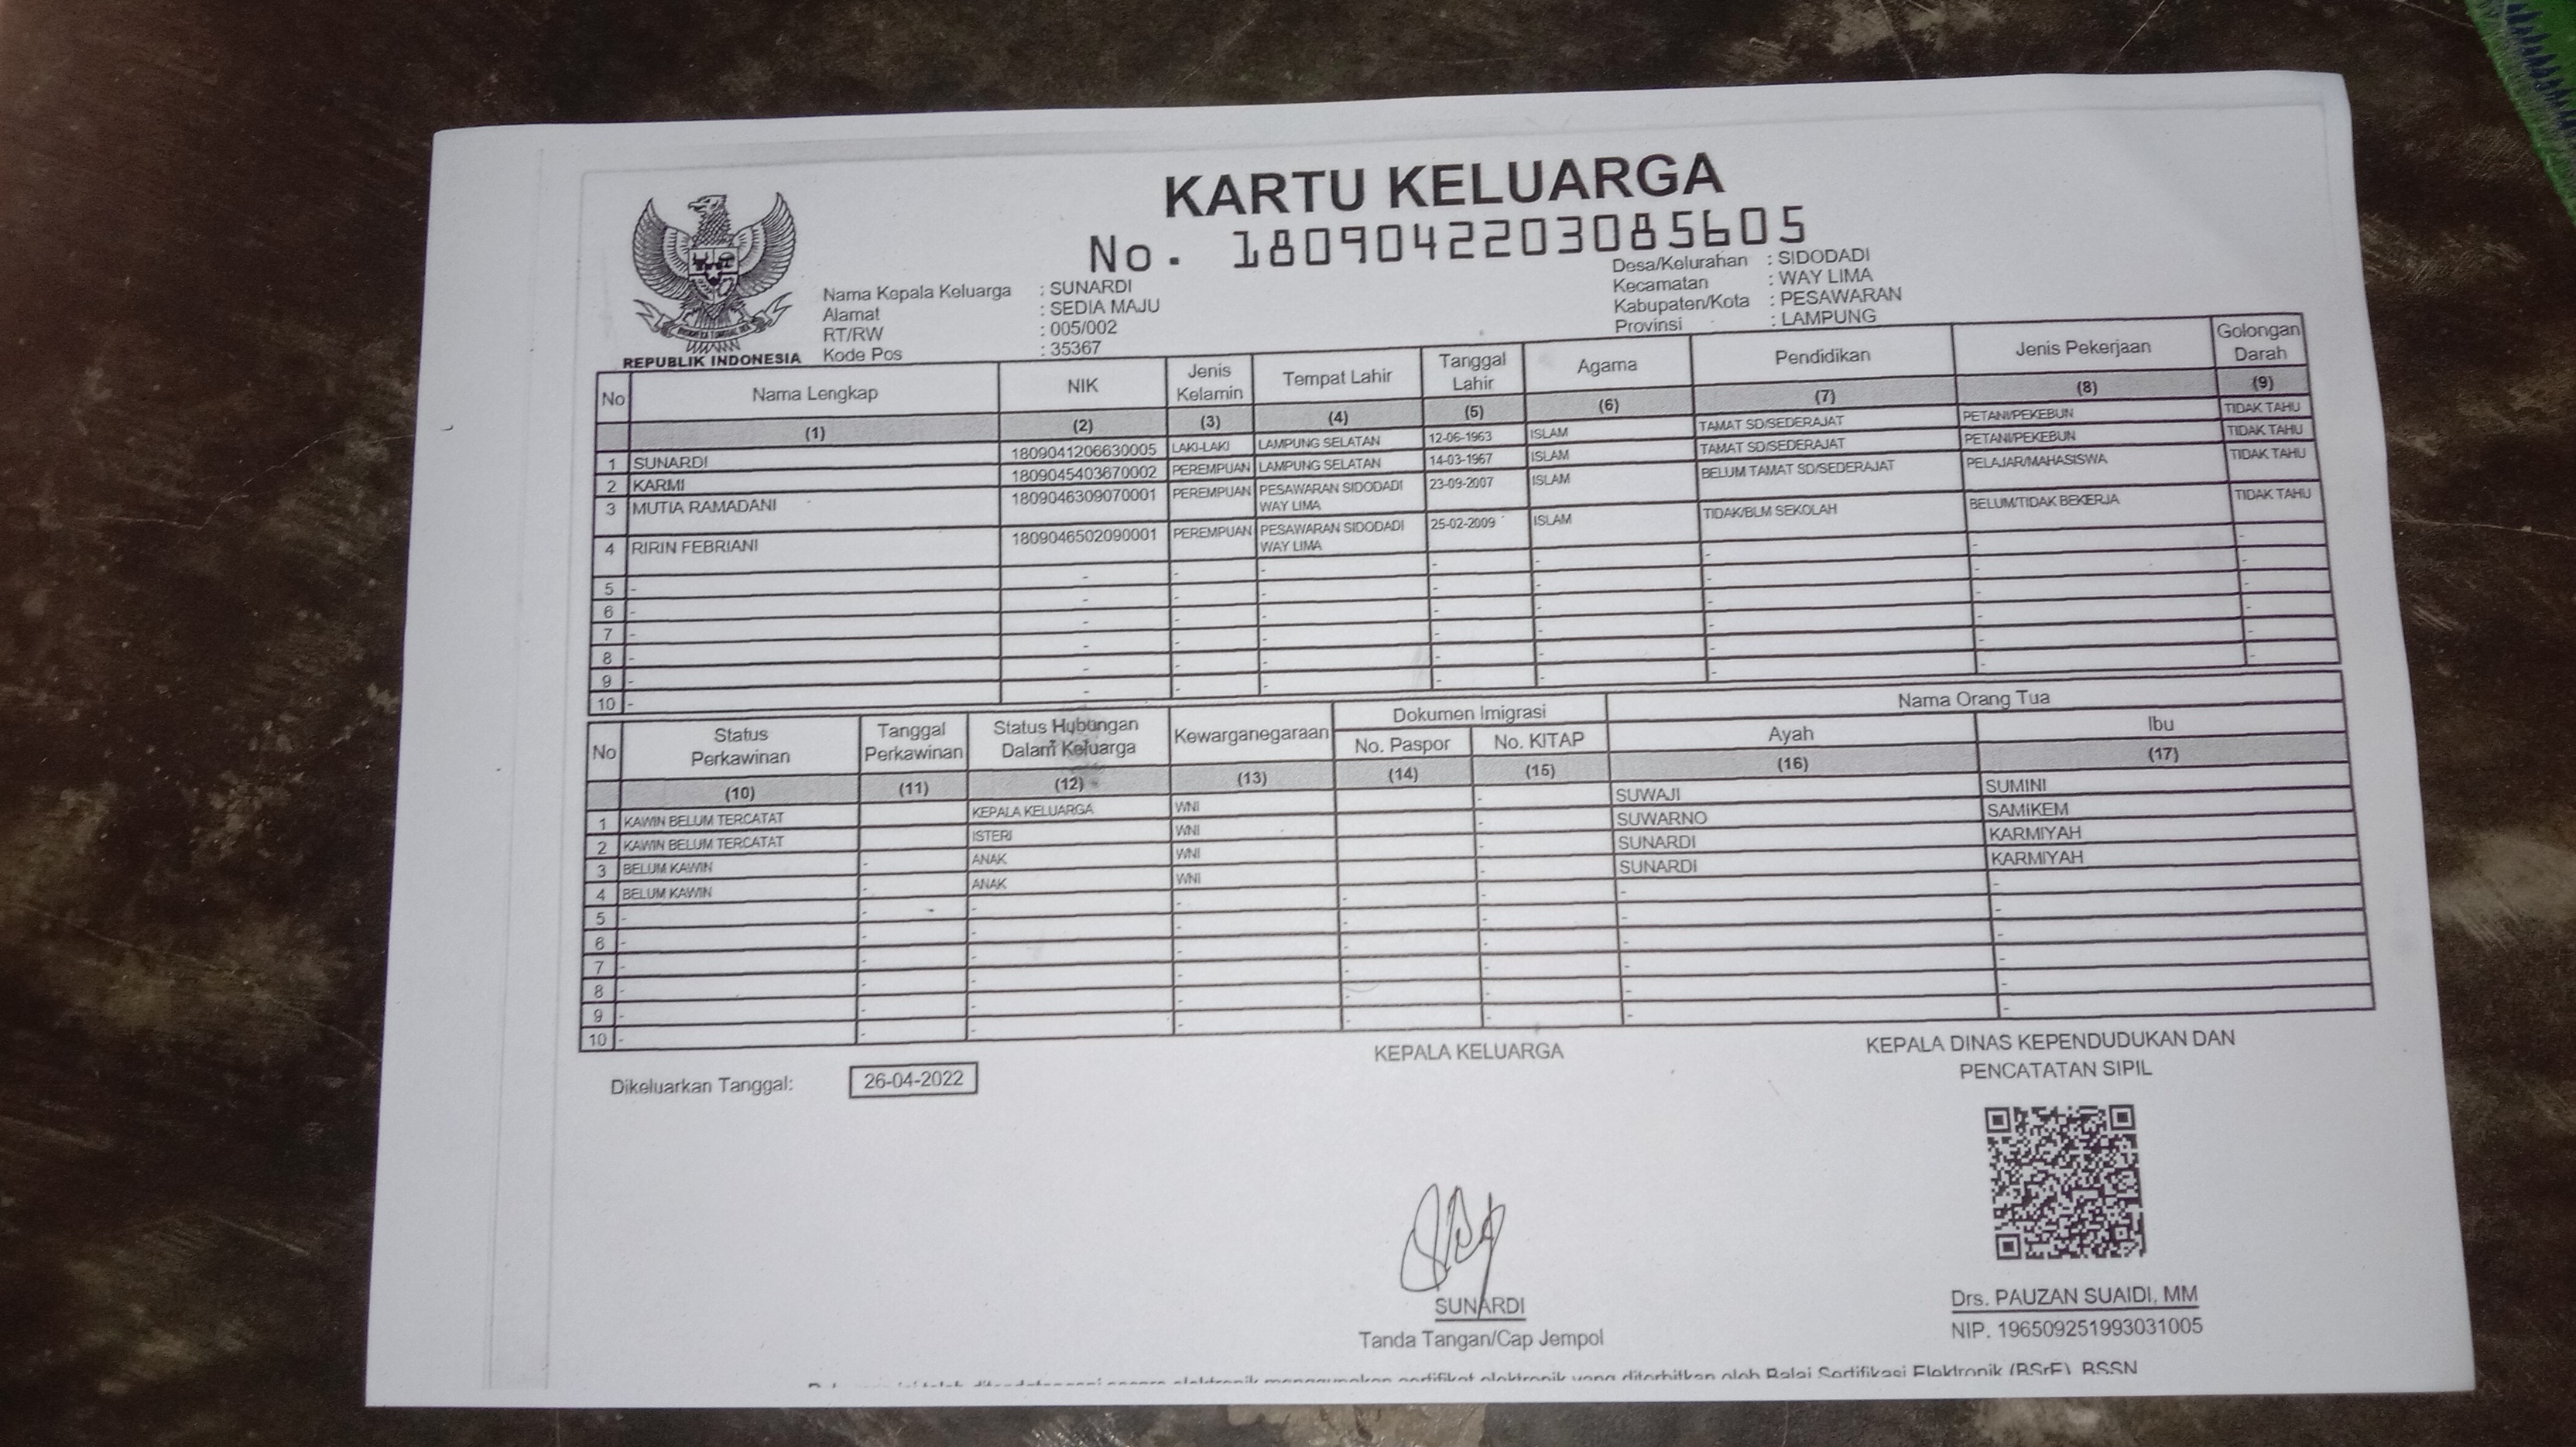 KARTU KELUARGA
No. 1809042203085605
Nama Kepala Keluarga : SUNARDI
Alamat : SEDIA MAJU
RT/RW : 005/002
Kode Pos : 35367
Desa/Kelurahan : SIDODADI
Kecamatan : WAY LIMA
Kabupaten/Kota : PESAWARAN
Provinsi : LAMPUNG
REPUBLIK INDONESIA
No Nama Lengkap NIK Jenis Kelamin Tempat Lahir Tanggal Lahir Agama Pendidikan Jenis Pekerjaan Golongan Darah
(1) (2) (3) (4) (5) (6) (7) (8) (9)
1 SUNARDI 1809041206630005 LAKI-LAKI LAMPUNG SELATAN 12-06-1963 ISLAM TAMAT SD/SEDERAJAT PETANI/PEKEBUN TIDAK TAHU
2 KARMI 1809045403670002 PEREMPUAN LAMPUNG SELATAN 14-03-1967 ISLAM TAMAT SD/SEDERAJAT PETANI/PEKEBUN TIDAK TAHU
3 MUTIA RAMADANI 1809046309070001 PEREMPUAN PESAWARAN SIDODADI WAY LIMA 23-09-2007 ISLAM BELUM TAMAT SD/SEDERAJAT PELAJAR/MAHASISWA TIDAK TAHU
4 RIRIN FEBRIANI 1809046502090001 PEREMPUAN PESAWARAN SIDODADI WAY LIMA 25-02-2009 ISLAM TIDAK/BLM SEKOLAH BELUM/TIDAK BEKERJA TIDAK TAHU
5 - - - - - - - - -
6 - - - - - - - - -
7 - - - - - - - - -
8 - - - - - - - - -
9 - - - - - - - - -
10 - - - - - - - - -
No Status Perkawinan Tanggal Perkawinan Status Hubungan Dalam Keluarga Kewarganegaraan Dokumen Imigrasi Nama Orang Tua
No. Paspor No. KITAP Ayah Ibu
(10) (11) (12) (13) (14) (15) (16) (17)
1 KAWIN BELUM TERCATAT KEPALA KELUARGA WNI - SUWAJI SUMINI
2 KAWIN BELUM TERCATAT ISTERI WNI - SUWARNO SAMIKEM
3 BELUM KAWIN - ANAK WNI - SUNARDI KARMIYAH
4 BELUM KAWIN - ANAK WNI - SUNARDI KARMIYAH
5 - - - - - - - -
6 - - - - - - - -
7 - - - - - - - -
8 - - - - - - - -
9 - - - - - - - -
10 - - - - - - - -
Dikeluarkan Tanggal: 26-04-2022
KEPALA KELUARGA
SUNARDI
Tanda Tangan/Cap Jempol
KEPALA DINAS KEPENDUDUKAN DAN
PENCATATAN SIPIL
Drs. PAUZAN SUAIDI, MM
NIP. 196509251993031005
elektronik menggunakan sertifikat elektronik yang diterbitkan oleh Balai Sertifikasi Elektronik (BSrE), BSSN